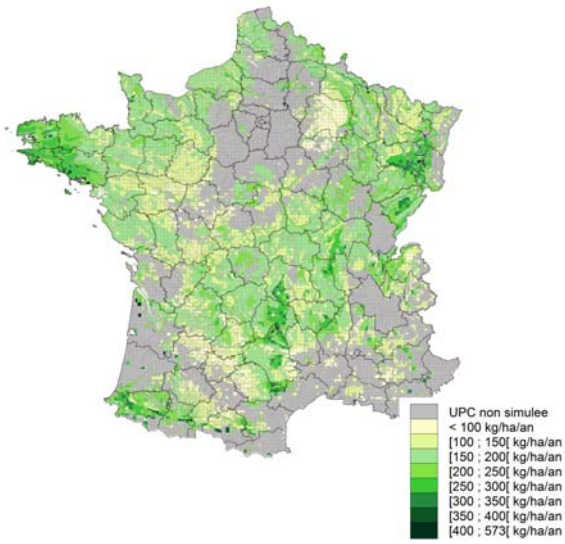 UPC non simulee
< 100 kg/ha/an
[100 ; 150[ kg/ha/an
[150 ; 200[ kg/ha/an
[200 ; 250[ kg/ha/an
[250 ; 300[ kg/ha/an
[300 ; 350[ kg/ha/an
[350 ; 400[ kg/ha/an
[400 ; 573[ kg/ha/an